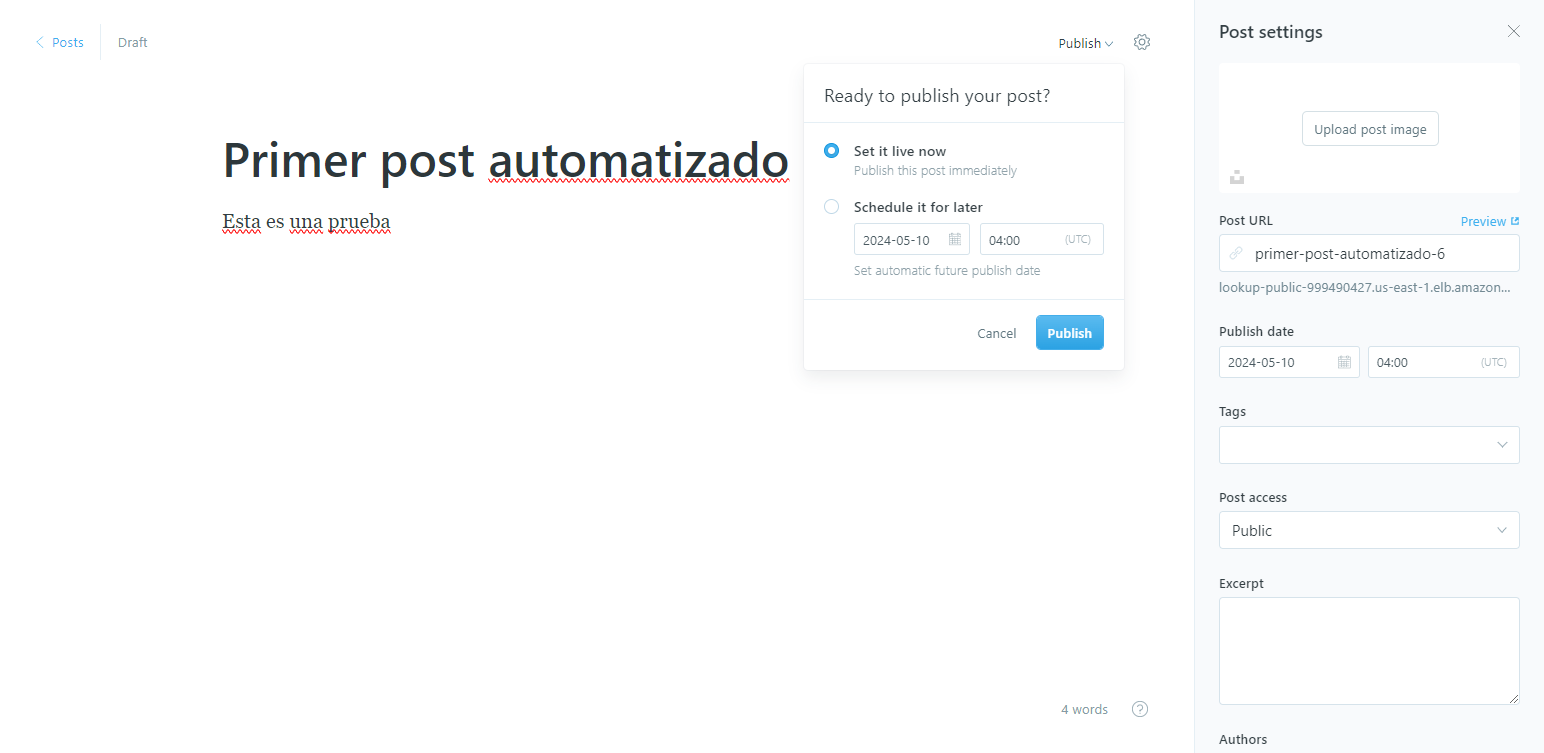 Posts
Draft
Publish
Ready to publish your post?
Set it live now
Publish this post immediately
Schedule it for later
2024-05-10
04:00 (UTC)
Set automatic future publish date
Cancel
Publish
Primer post automatizado
Esta es una prueba
4 words
?
Post settings
Upload post image
Post URL
Preview
primer-post-automatizado-6
lookup-public-999490427.us-east-1.elb.amazon...
Publish date
2024-05-10
04:00 (UTC)
Tags
Post access
Public
Excerpt
Authors